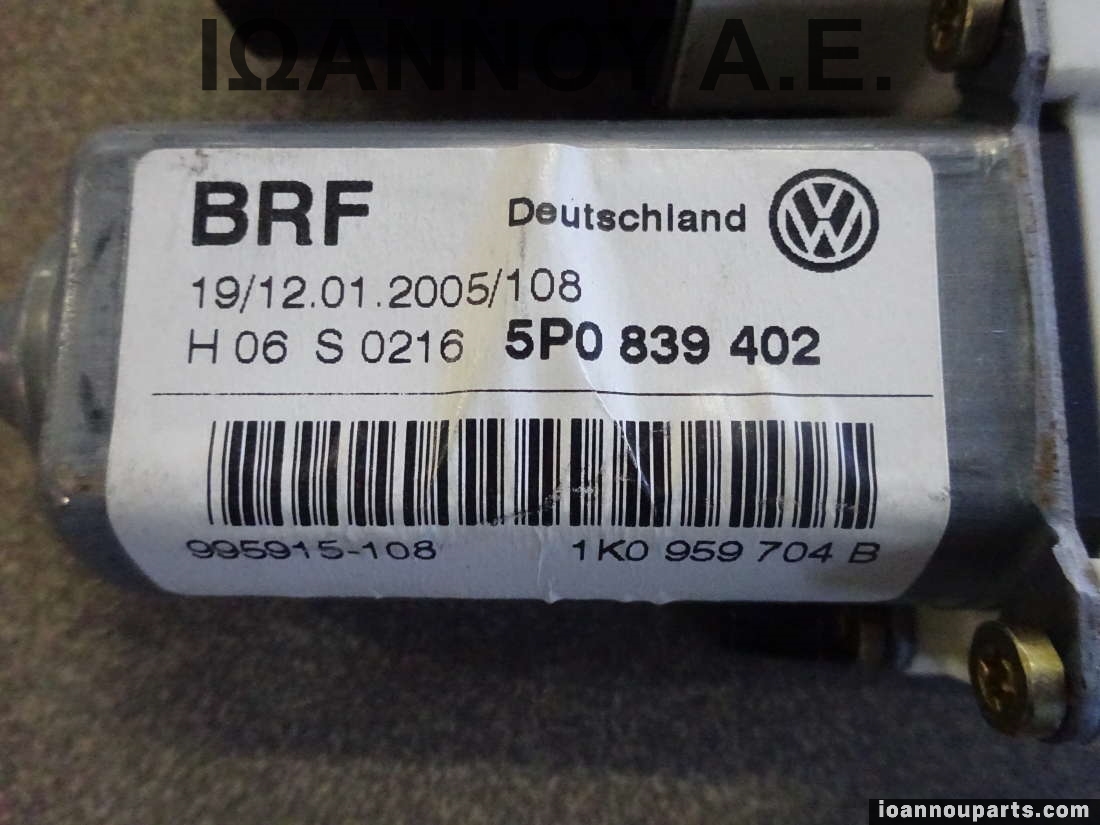 ΙΩΑΝΝΟΥ Α.Ε.
BRF Deutschland
19/12.01.2005/108
H 06 S 0216 5P0 839 402
995915-108 1K0 959 704 B
ioannouparts.com